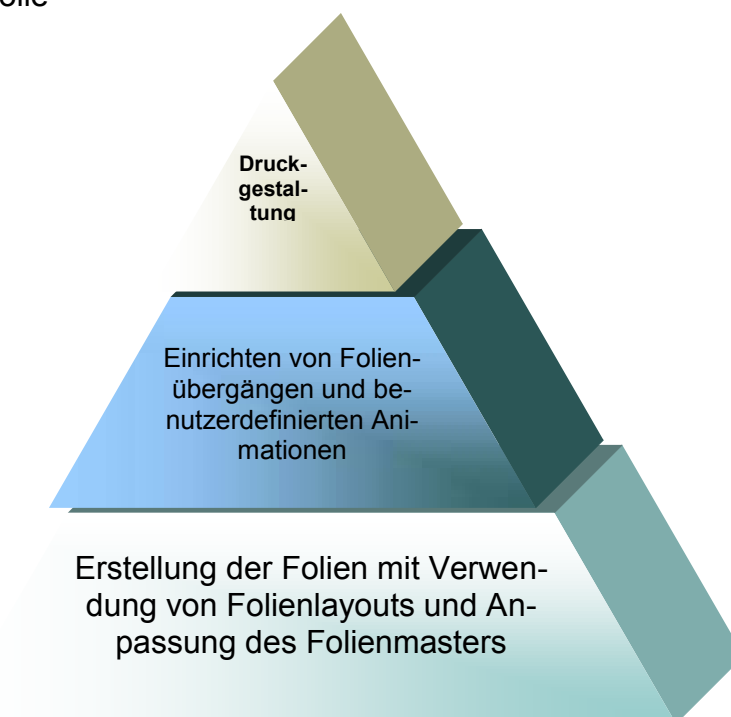 Druck-
gestal-
tung
Einrichten von Folien-
übergängen und be-
nutzerdefinierten Ani-
mationen
Erstellung der Folien mit Verwen-
dung von Folienlayouts und An-
passung des Folienmasters